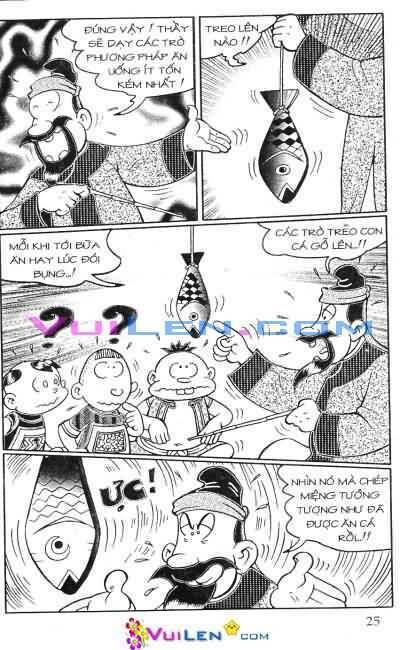 ĐÚNG VẬY! THẦY
SẼ DẠY CÁC TRÒ
PHƯƠNG PHÁP ĂN
UỐNG ÍT TỐN
KÉM NHẤT!
TREO LÊN
NÀO!!
MỖI KHI TỚI BỮA
ĂN HAY LÚC ĐÓI
BỤNG...!
CÁC TRÒ TRẺO CON
CÁ GỖ LÊN..!!
? ?
VUILEN.COM
ỰC!
NHÌN NÓ MÀ CHÉP
MIỆNG TƯỞNG
TƯỢNG NHƯ ĐÃ
ĐƯỢC ĂN CÁ
RỒI..!!
25
VUILEN.COM